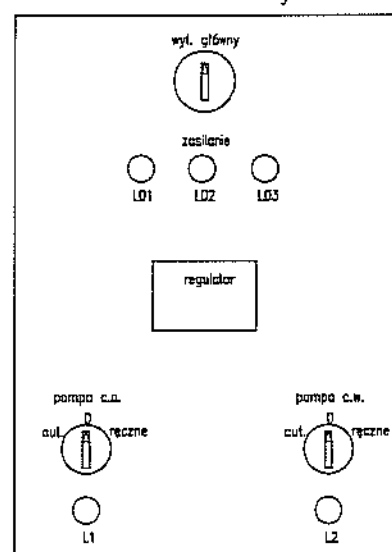 wył. główny
zasilanie
L01 L02 L03
regulator
pompa c.o. pompa c.w.
0 0
aut. ręczne aut. ręczne
L1 L2